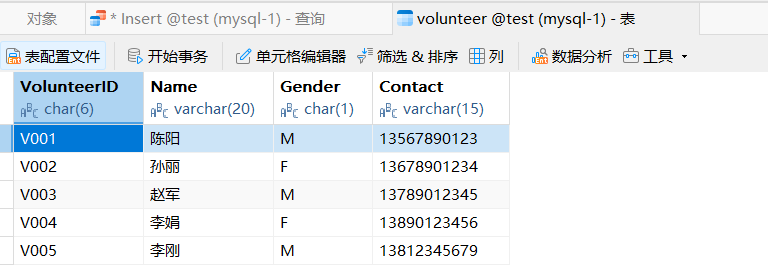 对象 * Insert @test (mysql-1) - 查询 volunteer @test (mysql-1) - 表
表配置文件 开始事务 单元格编辑器 筛选 & 排序 列 数据分析 工具
VolunteerID Name Gender Contact
char(6) varchar(20) char(1) varchar(15)
V001 陈阳 M 13567890123
V002 孙丽 F 13678901234
V003 赵军 M 13789012345
V004 李娟 F 13890123456
V005 李刚 M 13812345679